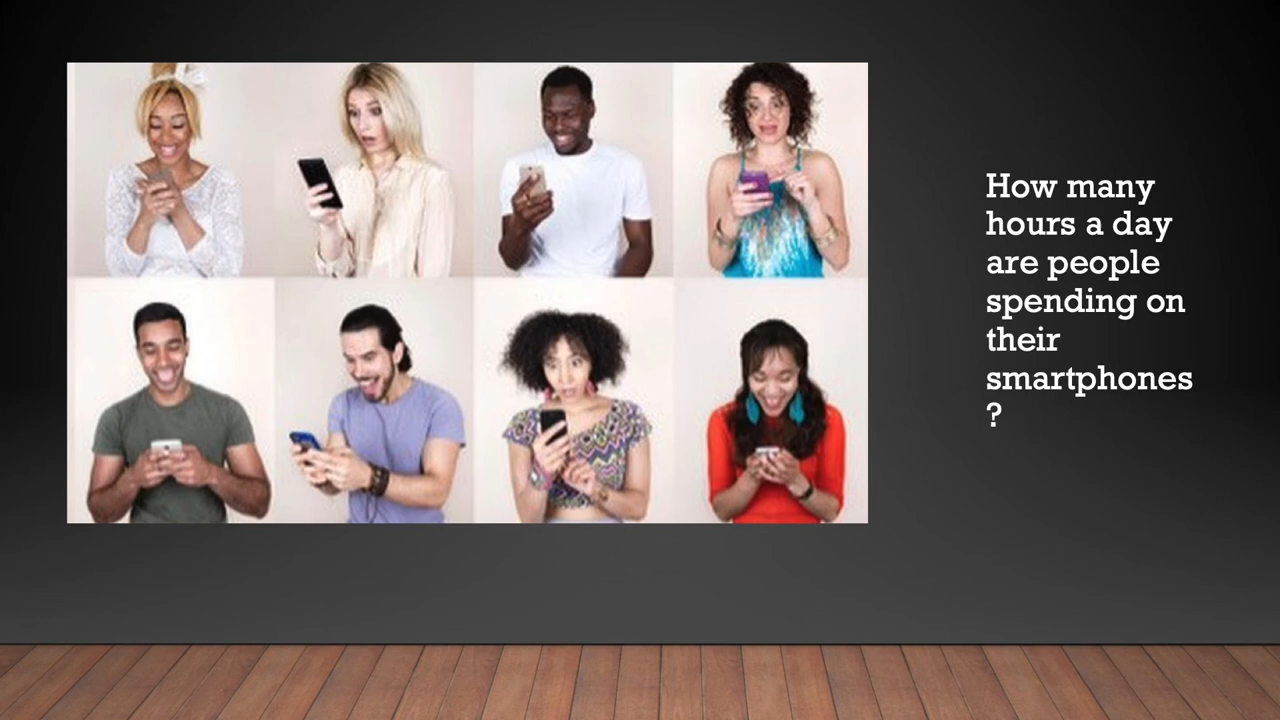 How many
hours a day
are people
spending on
their
smartphones
?